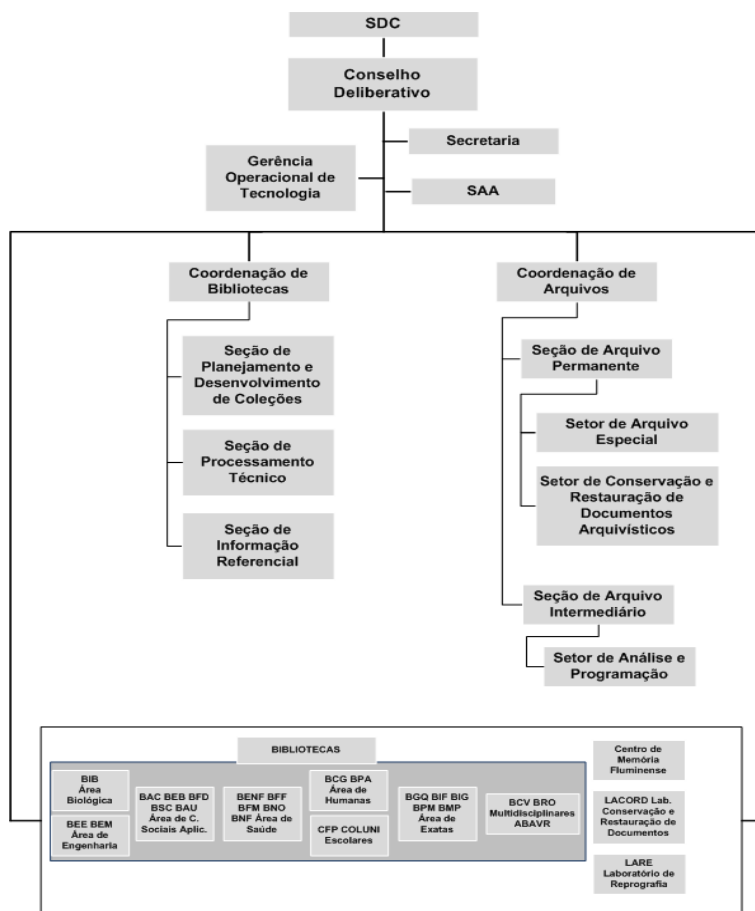 SDC
Conselho
Deliberativo
Secretaria
Gerência
Operacional de
Tecnologia
SAA
Coordenação de
Bibliotecas
Seção de
Planejamento e
Desenvolvimento
de Coleções
Seção de
Processamento
Técnico
Seção de
Informação
Referencial
Coordenação de
Arquivos
Seção de Arquivo
Permanente
Setor de Arquivo
Especial
Setor de Conservação e
Restauração de
Documentos
Arquivísticos
Seção de Arquivo
Intermediário
Setor de Análise e
Programação
BIBLIOTECAS
BIB
Área
Biológica
BEE BEM
Área de
Engenharia
BAC BEB BFD
BSC BAU
Área de C.
Sociais Aplic.
BENF BFF
BFM BNO
BNF Área de
Saúde
BCG BPA
Área de
Humanas
CFP COLUNI
Escolares
BGQ BIF BIG
BPM BMP
Área de
Exatas
BCV BRO
Multidisciplinares
ABAVR
Centro de
Memória
Fluminense
LACORD Lab.
Conservação e
Restauração de
Documentos
LARE
Laboratório de
Reprografia